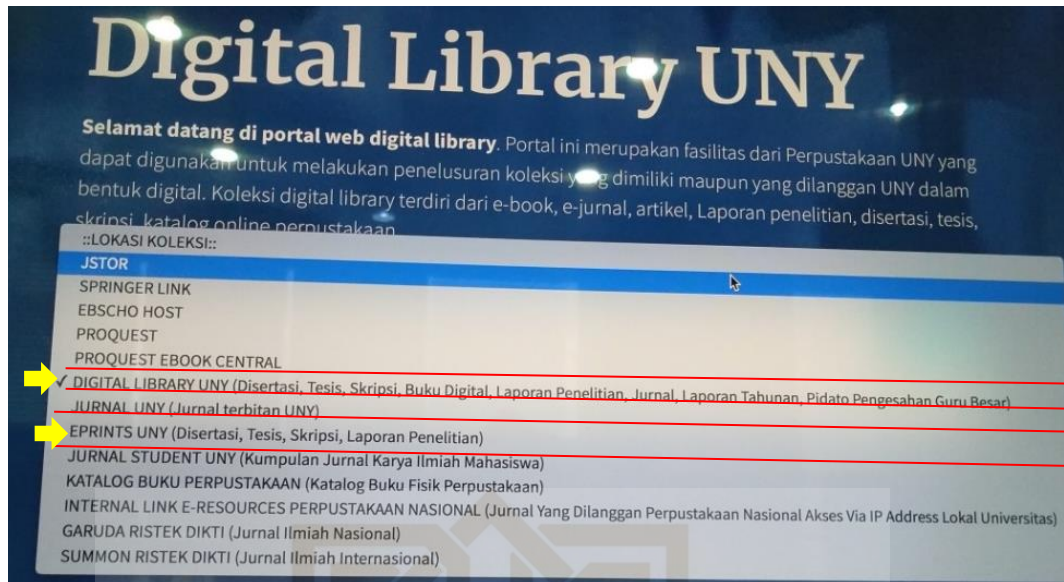 Digital Library UNY
Selamat datang di portal web digital library. Portal ini merupakan fasilitas dari Perpustakaan UNY yang
dapat digunakan untuk melakukan penelusuran koleksi yang dimiliki maupun yang dilanggan UNY dalam
bentuk digital. Koleksi digital library terdiri dari e-book, e-jurnal, artikel, Laporan penelitian, disertasi, tesis,
skripsi, katalog online perpustakaan
::LOKASI KOLEKSI::
JSTOR
SPRINGER LINK
EBSCHO HOST
PROQUEST
PROQUEST EBOOK CENTRAL
✓ DIGITAL LIBRARY UNY (Disertasi, Tesis, Skripsi, Buku Digital, Laporan Penelitian, Jurnal, Laporan Tahunan, Pidato Pengesahan Guru Besar)
JURNAL UNY (Jurnal terbitan UNY)
EPRINTS UNY (Disertasi, Tesis, Skripsi, Laporan Penelitian)
JURNAL STUDENT UNY (Kumpulan Jurnal Karya Ilmiah Mahasiswa)
KATALOG BUKU PERPUSTAKAAN (Katalog Buku Fisik Perpustakaan)
INTERNAL LINK E-RESOURCES PERPUSTAKAAN NASIONAL (Jurnal Yang Dilanggan Perpustakaan Nasional Akses Via IP Address Lokal Universitas)
GARUDA RISTEK DIKTI (Jurnal Ilmiah Nasional)
SUMMON RISTEK DIKTI (Jurnal Ilmiah Internasional)